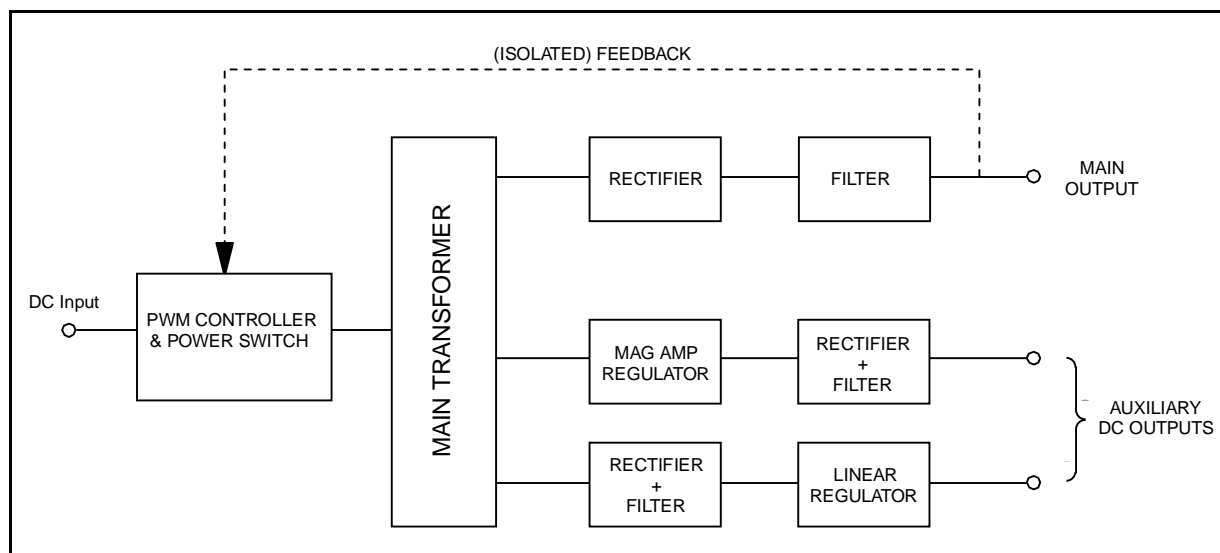 (ISOLATED) FEEDBACK
RECTIFIER
FILTER
MAIN
OUTPUT
MAIN TRANSFORMER
DC Input
PWM CONTROLLER
& POWER SWITCH
MAG AMP
REGULATOR
RECTIFIER
+
FILTER
AUXILIARY
DC OUTPUTS
RECTIFIER
+
FILTER
LINEAR
REGULATOR